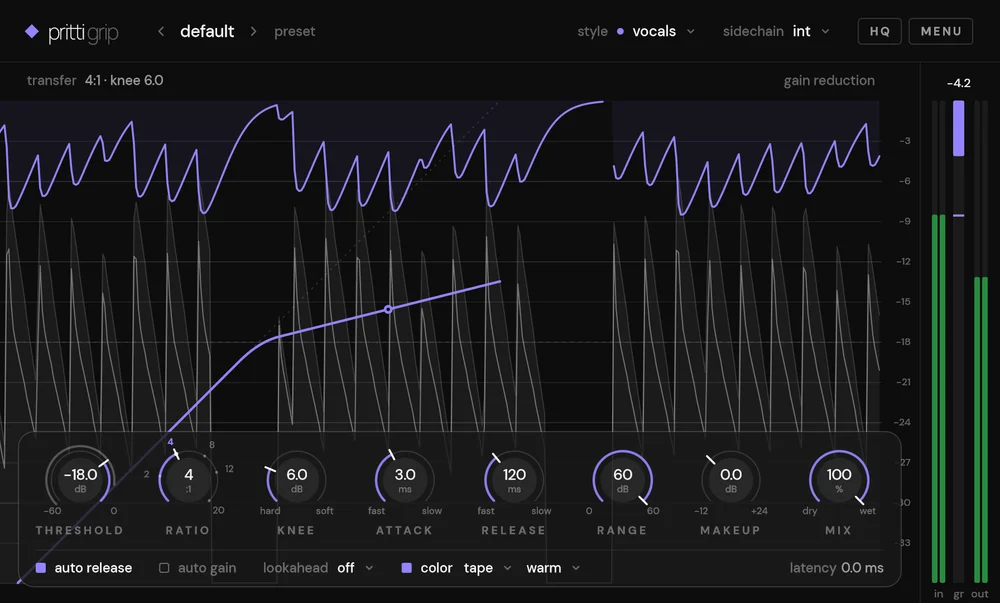 prittigrip < default > preset style vocals sidechain int HQ MENU
transfer 4:1 · knee 6.0 gain reduction -4.2
-3
-6
-9
-12
-15
-18
-21
-24
-27
-30
-33
-18.0 dB -60 0 THRESHOLD
4 :1 2 4 8 12 20 RATIO
6.0 dB hard soft KNEE
3.0 ms fast slow ATTACK
120 ms fast slow RELEASE
60 dB 0 60 RANGE
0.0 dB -12 +24 MAKEUP
100 % dry wet MIX
auto release auto gain lookahead off color tape warm latency 0.0 ms
in gr out